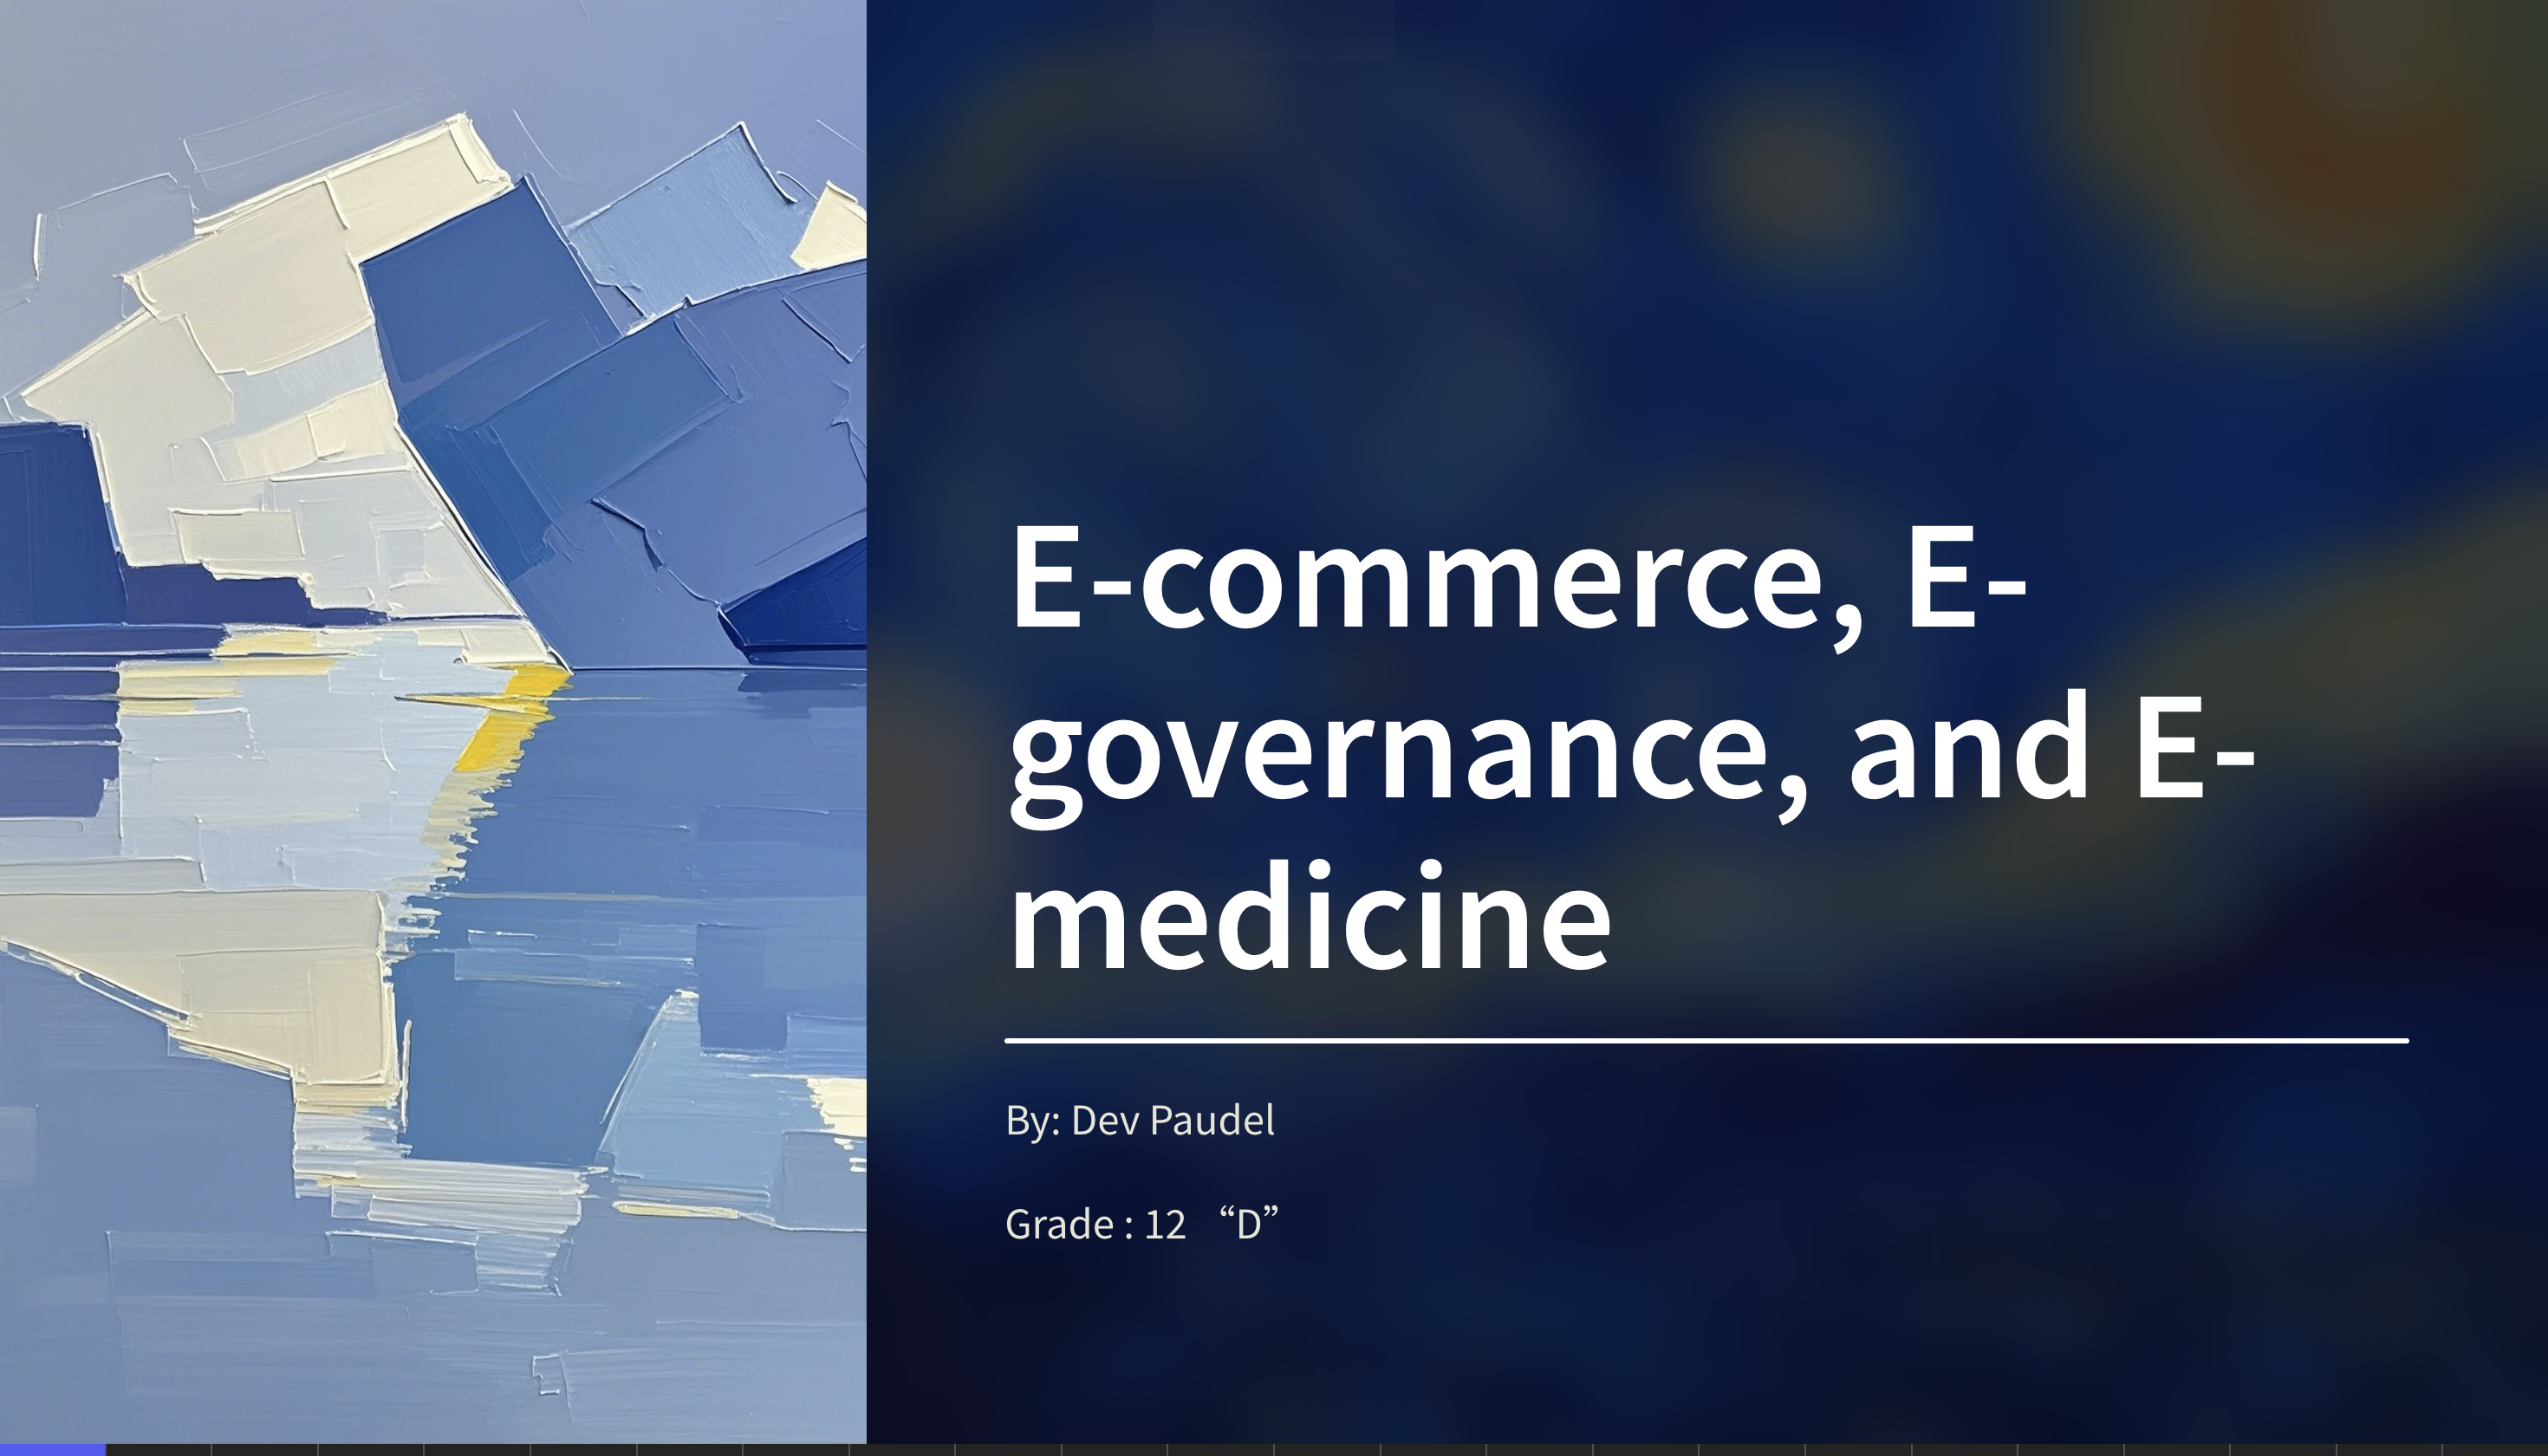 E-commerce, E-
governance, and E-
medicine
By: Dev Paudel
Grade : 12 “D”